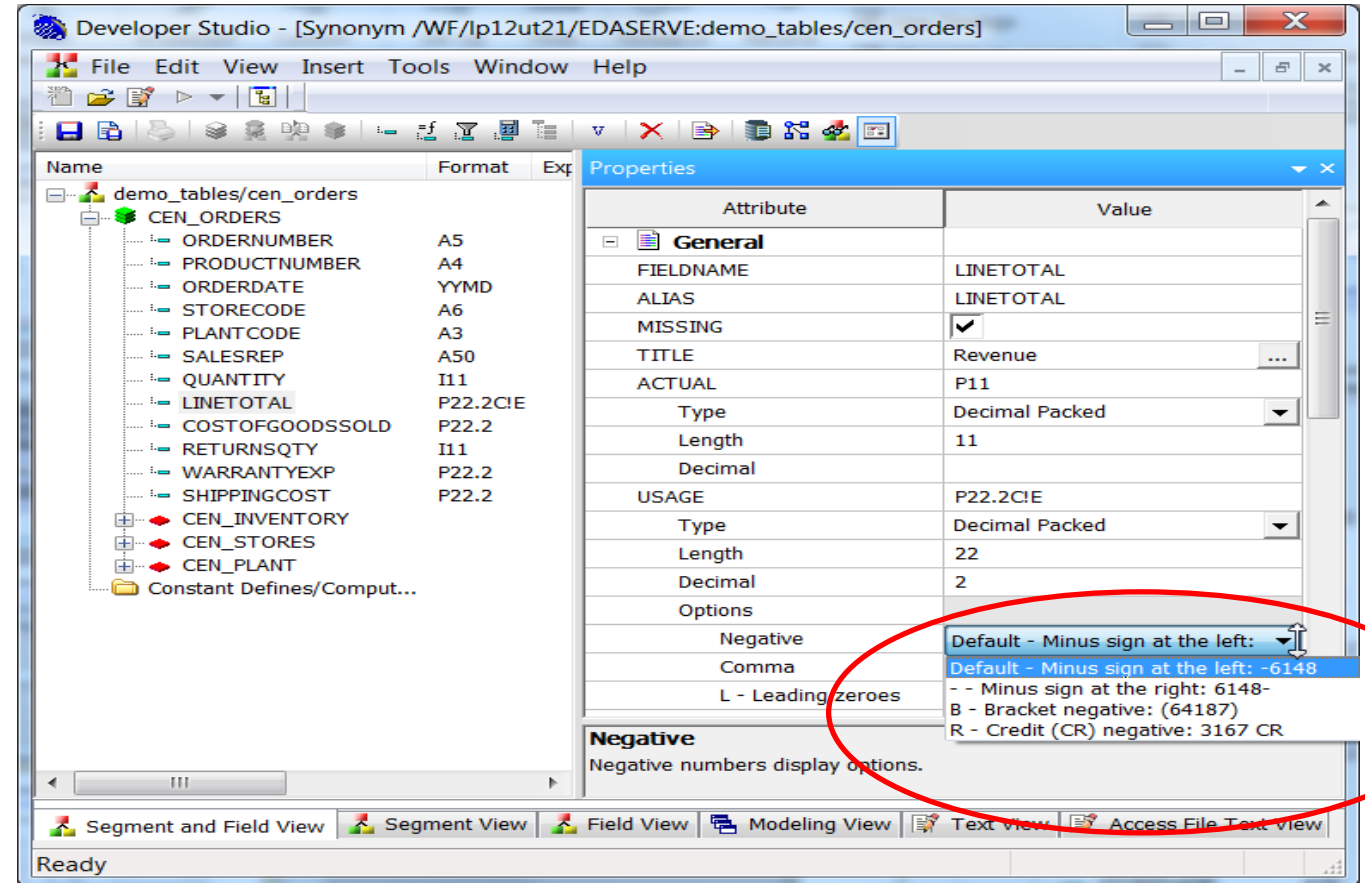 Developer Studio - [Synonym /WF/lp12ut21/EDASERVE:demo_tables/cen_orders]
File Edit View Insert Tools Window Help
Name Format Exp
demo_tables/cen_orders
CEN_ORDERS
ORDERNUMBER A5
PRODUCTNUMBER A4
ORDERDATE YYMD
STORECODE A6
PLANTCODE A3
SALESREP A50
QUANTITY I11
LINETOTAL P22.2C!E
COSTOFGOODSSOLD P22.2
RETURNSQTY I11
WARRANTYEXP P22.2
SHIPPINGCOST P22.2
CEN_INVENTORY
CEN_STORES
CEN_PLANT
Constant Defines/Comput...
Properties
Attribute Value
General
FIELDNAME LINETOTAL
ALIAS LINETOTAL
MISSING
TITLE Revenue ...
ACTUAL P11
Type Decimal Packed
Length 11
Decimal
USAGE P22.2C!E
Type Decimal Packed
Length 22
Decimal 2
Options
Negative Default - Minus sign at the left:
Comma
L - Leading zeroes
Default - Minus sign at the left: -6148
- - Minus sign at the right: 6148-
B - Bracket negative: (64187)
R - Credit (CR) negative: 3167 CR
Negative
Negative numbers display options.
Segment and Field View Segment View Field View Modeling View Text View Access File Text View
Ready